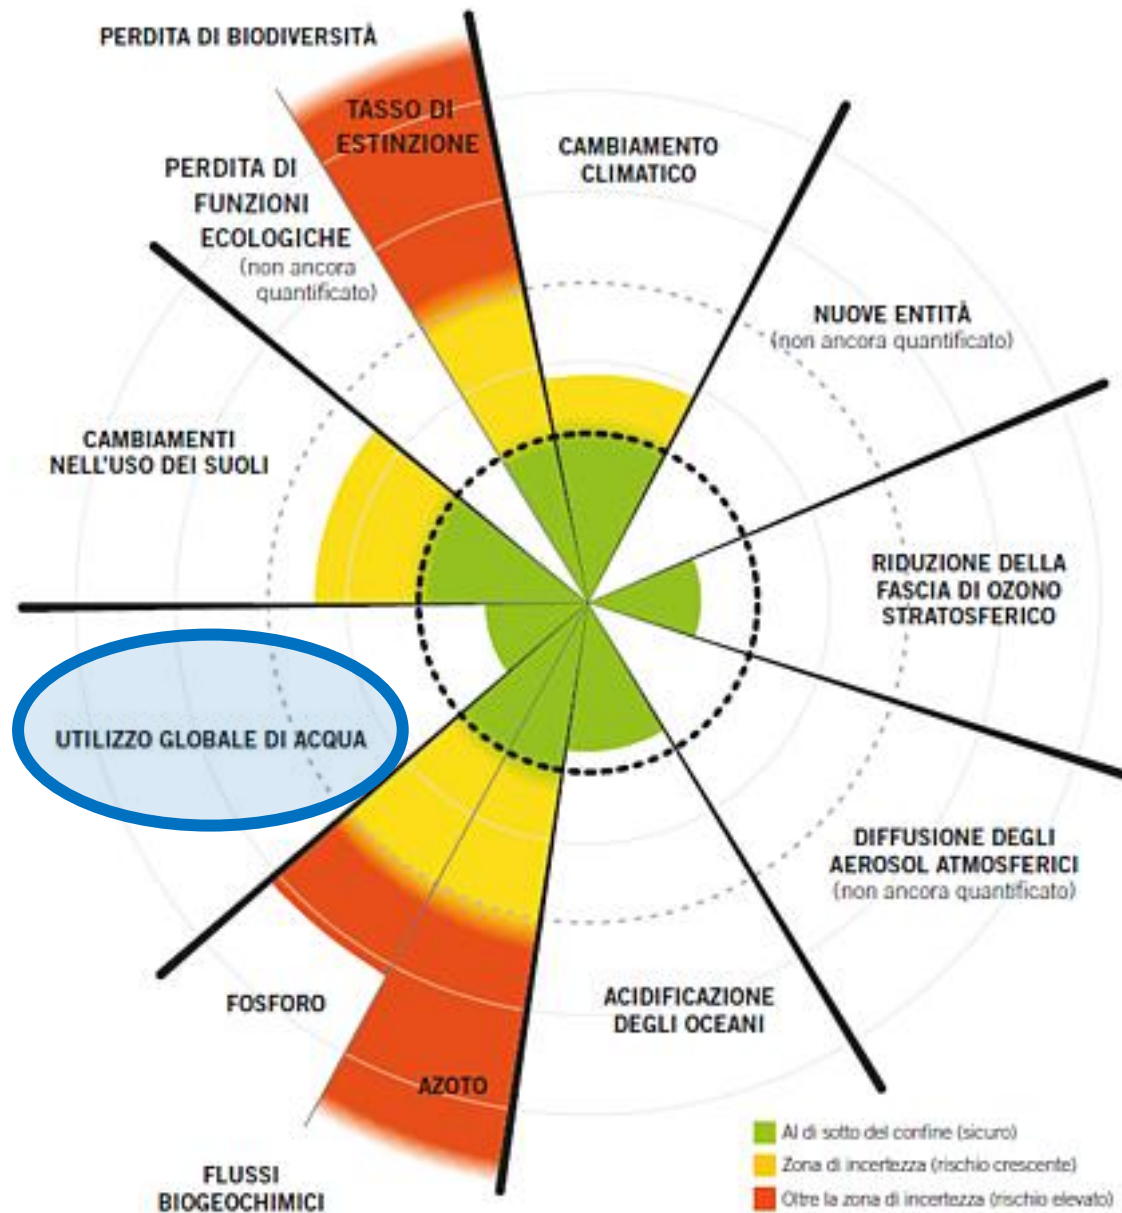 PERDITA DI BIODIVERSITÀ
TASSO DI
ESTINZIONE
PERDITA DI
FUNZIONI
ECOLOGICHE
(non ancora
quantificato)
CAMBIAMENTO
CLIMATICO
NUOVE ENTITÀ
(non ancora quantificato)
CAMBIAMENTI
NELL'USO DEI SUOLI
RIDUZIONE DELLA
FASCIA DI OZONO
STRATOSFERICO
UTILIZZO GLOBALE DI ACQUA
DIFFUSIONE DEGLI
AEROSOL ATMOSFERICI
(non ancora quantificato)
FOSFORO
ACIDIFICAZIONE
DEGLI OCEANI
AZOTO
FLUSSI
BIOGEOCHIMICI
Al di sotto del confine (sicuro)
Zona di incertezza (rischio crescente)
Oltre la zona di incertezza (rischio elevato)